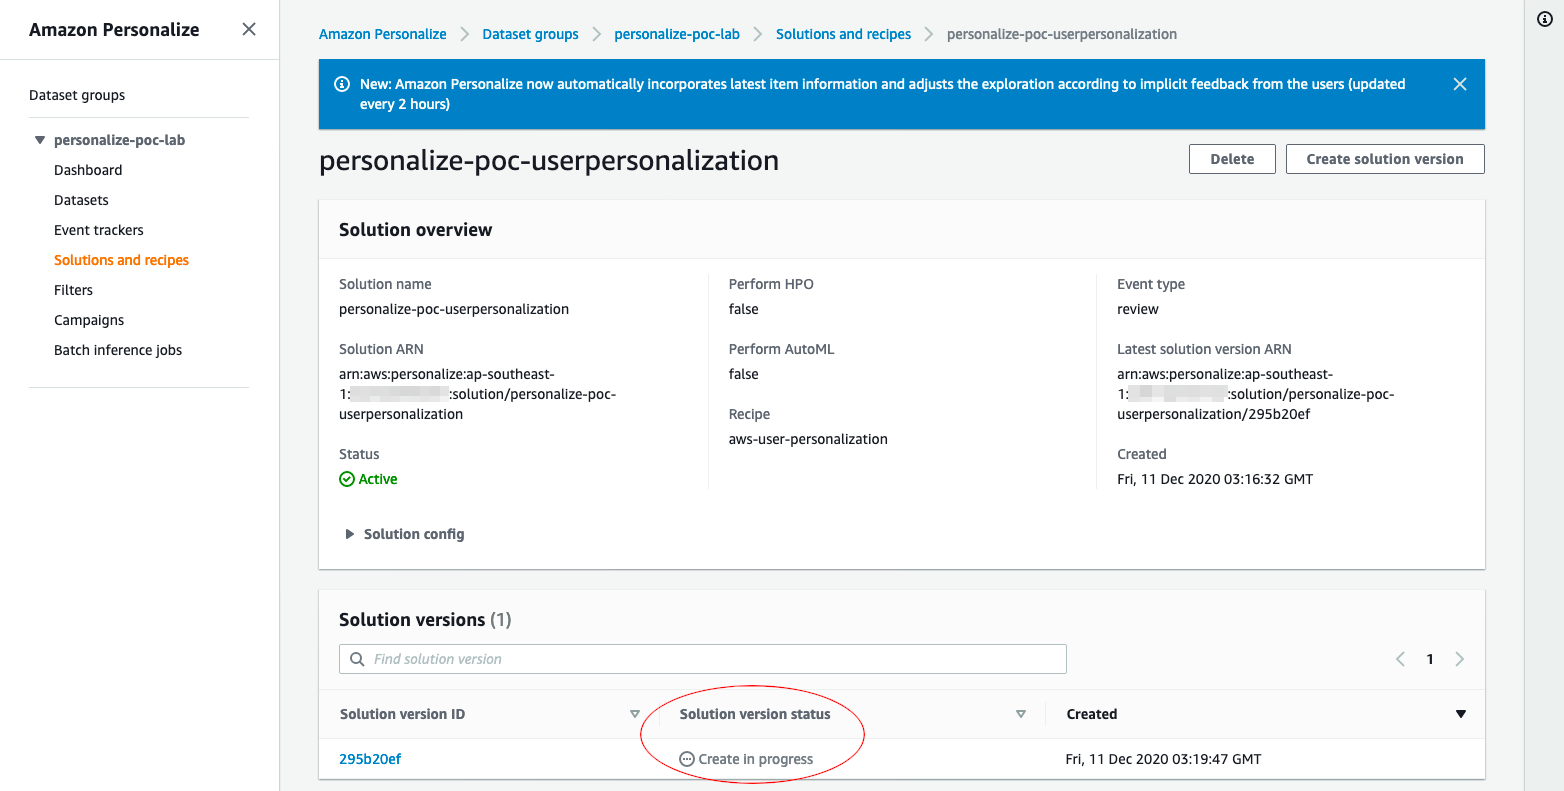 Amazon Personalize
Dataset groups
personalize-poc-lab
Dashboard
Datasets
Event trackers
Solutions and recipes
Filters
Campaigns
Batch inference jobs
Amazon Personalize
Dataset groups
personalize-poc-lab
Solutions and recipes
personalize-poc-userpersonalization
New: Amazon Personalize now automatically incorporates latest item information and adjusts the exploration according to implicit feedback from the users (updated
every 2 hours)
personalize-poc-userpersonalization
Delete
Create solution version
Solution overview
Solution name
personalize-poc-userpersonalization
Solution ARN
arn:aws:personalize:ap-southeast-
1: :solution/personalize-poc-
userpersonalization
Status
Active
Perform HPO
false
Perform AutoML
false
Recipe
aws-user-personalization
Event type
review
Latest solution version ARN
arn:aws:personalize:ap-southeast-
1: :solution/personalize-poc-
userpersonalization/295b20ef
Created
Fri, 11 Dec 2020 03:16:32 GMT
Solution config
Solution versions (1)
Find solution version
1
Solution version ID
Solution version status
Created
295b20ef
Create in progress
Fri, 11 Dec 2020 03:19:47 GMT